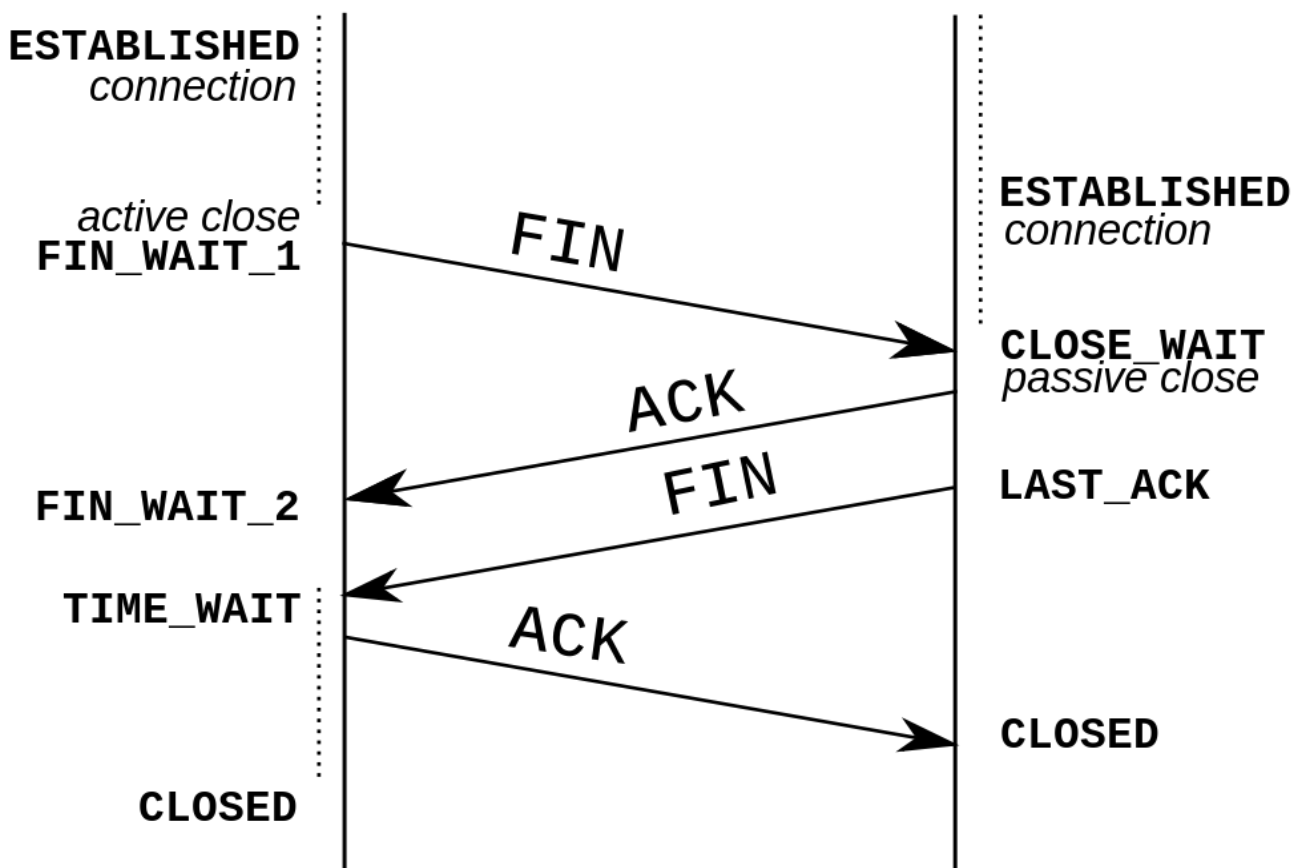 ESTABLISHED
connection
active close
FIN_WAIT_1
FIN
ESTABLISHED
connection
CLOSE_WAIT
passive close
ACK
FIN_WAIT_2
FIN
LAST_ACK
TIME_WAIT
ACK
CLOSED
CLOSED